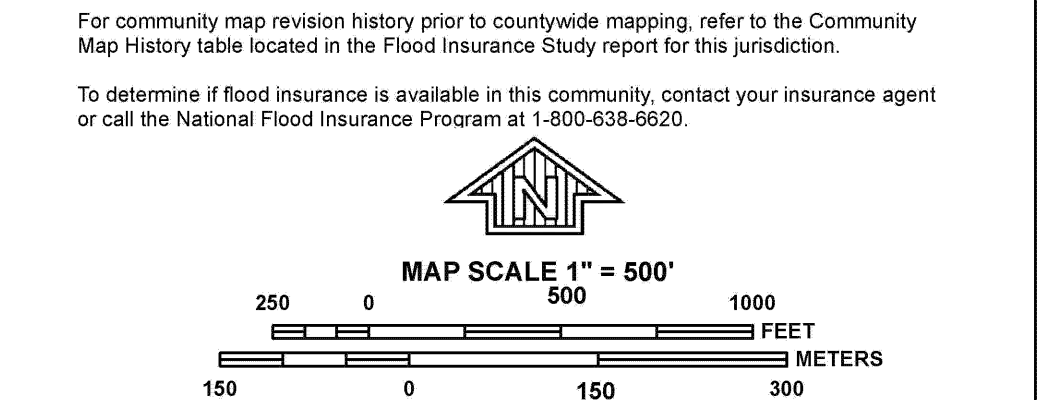 For community map revision history prior to countywide mapping, refer to the Community
Map History table located in the Flood Insurance Study report for this jurisdiction.
To determine if flood insurance is available in this community, contact your insurance agent
or call the National Flood Insurance Program at 1-800-638-6620.
N
MAP SCALE 1" = 500'
250 0 500 1000
FEET
METERS
150 0 150 300